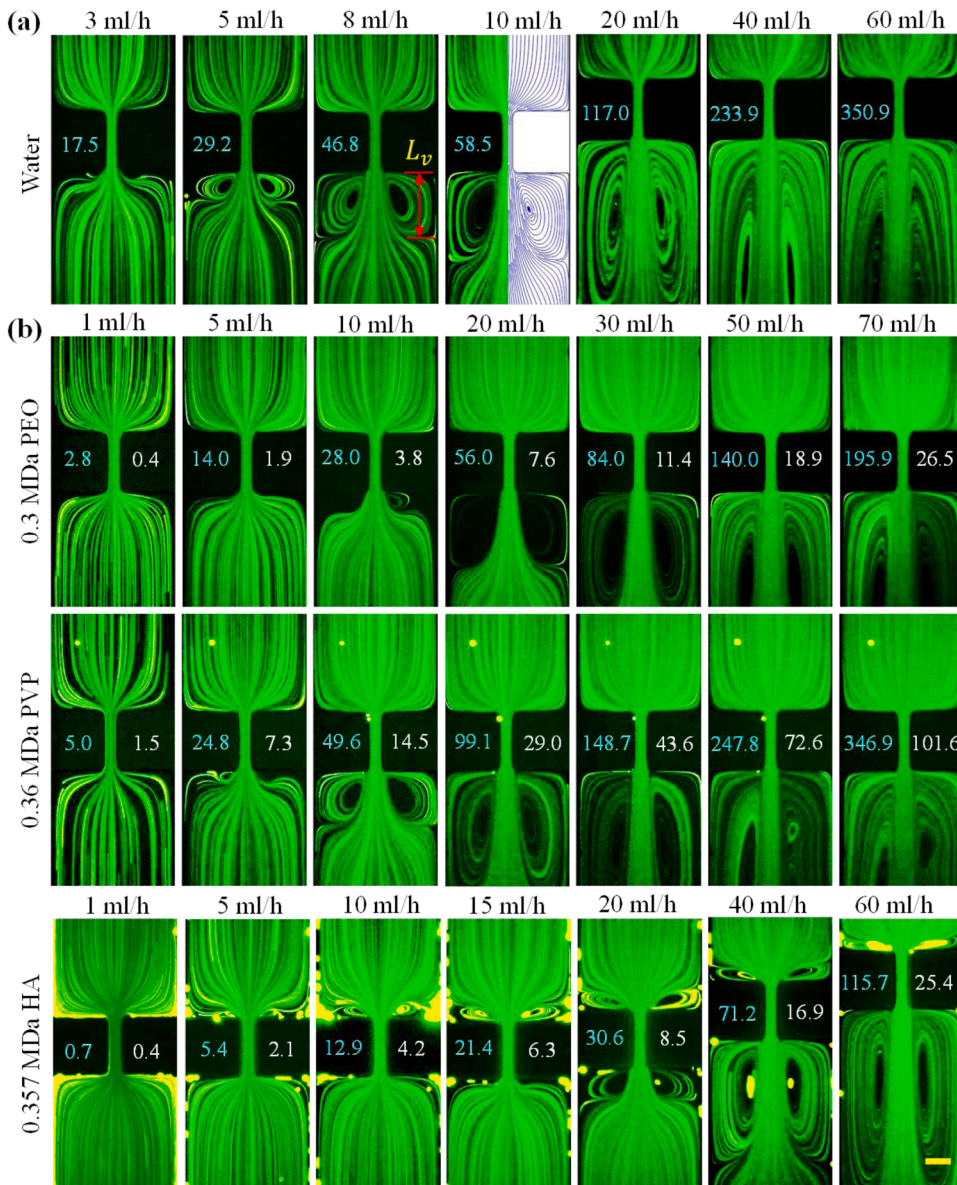 (a) 3 ml/h 5 ml/h 8 ml/h 10 ml/h 20 ml/h 40 ml/h 60 ml/h
Water
17.5 29.2 46.8 58.5 117.0 233.9 350.9
Lv
(b) 1 ml/h 5 ml/h 10 ml/h 20 ml/h 30 ml/h 50 ml/h 70 ml/h
0.3 MDa PEO
2.8 0.4 14.0 1.9 28.0 3.8 56.0 7.6 84.0 11.4 140.0 18.9 195.9 26.5
0.36 MDa PVP
5.0 1.5 24.8 7.3 49.6 14.5 99.1 29.0 148.7 43.6 247.8 72.6 346.9 101.6
1 ml/h 5 ml/h 10 ml/h 15 ml/h 20 ml/h 40 ml/h 60 ml/h
0.357 MDa HA
0.7 0.4 5.4 2.1 12.9 4.2 21.4 6.3 30.6 8.5 71.2 16.9 115.7 25.4